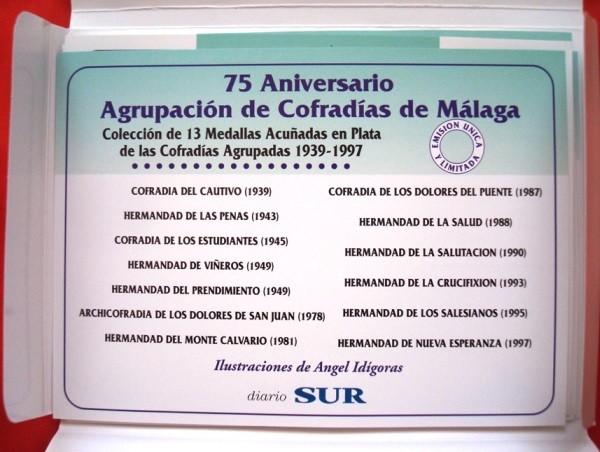 75 Aniversario
Agrupación de Cofradías de Málaga
Colección de 13 Medallas Acuñadas en Plata
de las Cofradías Agrupadas 1939-1997
EMISION UNICA
Y LIMITADA
COFRADIA DEL CAUTIVO (1939)
HERMANDAD DE LAS PENAS (1943)
COFRADIA DE LOS ESTUDIANTES (1945)
HERMANDAD DE VIÑEROS (1949)
HERMANDAD DEL PRENDIMIENTO (1949)
ARCHICOFRADIA DE LOS DOLORES DE SAN JUAN (1978)
HERMANDAD DEL MONTE CALVARIO (1981)
COFRADIA DE LOS DOLORES DEL PUENTE (1987)
HERMANDAD DE LA SALUD (1988)
HERMANDAD DE LA SALUTACION (1990)
HERMANDAD DE LA CRUCIFIXION (1993)
HERMANDAD DE LOS SALESIANOS (1995)
HERMANDAD DE NUEVA ESPERANZA (1997)
Ilustraciones de Angel Idígoras
diario SUR